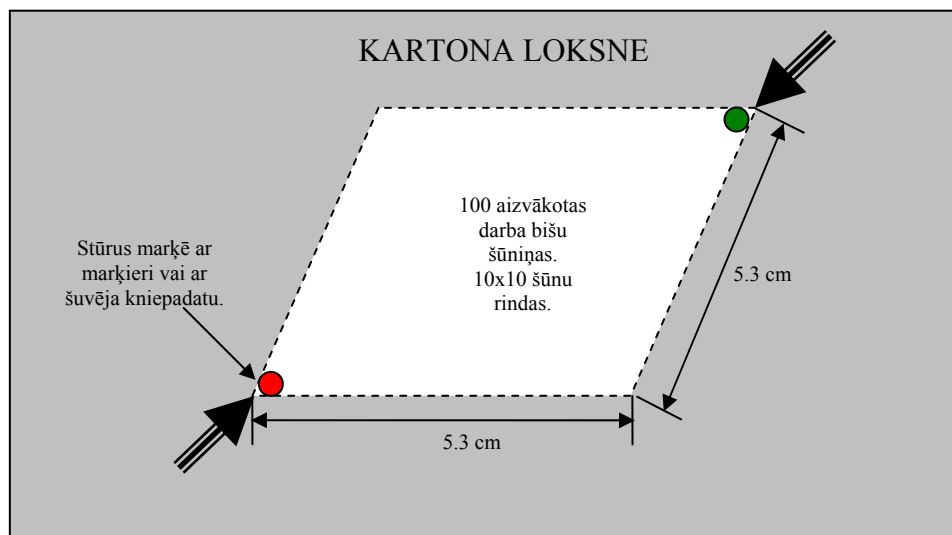 KARTONA LOKSNE
100 aizvākotas
darba bišu
šūniņas.
10x10 šūnu
rindas.
Stūrus marķē ar
marķieri vai ar
šuvēja kniepadatu.
5.3 cm
5.3 cm